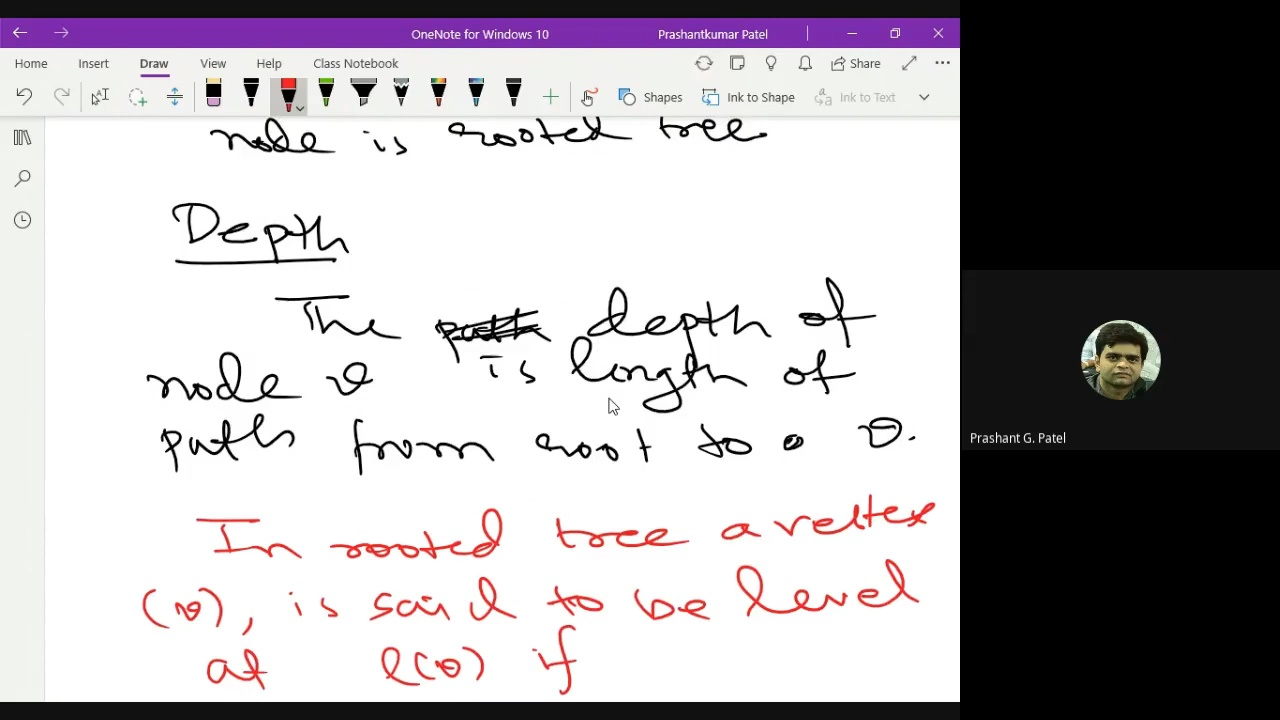 OneNote for Windows 10
Prashantkumar Patel
Home Insert Draw View Help Class Notebook
Share
Shapes Ink to Shape Ink to Text
node is rooted tree
Depth
The path depth of
node v is length of
path from root to v.
In rooted tree a vertex
(v), is said to be level
at l(v) if
Prashant G. Patel